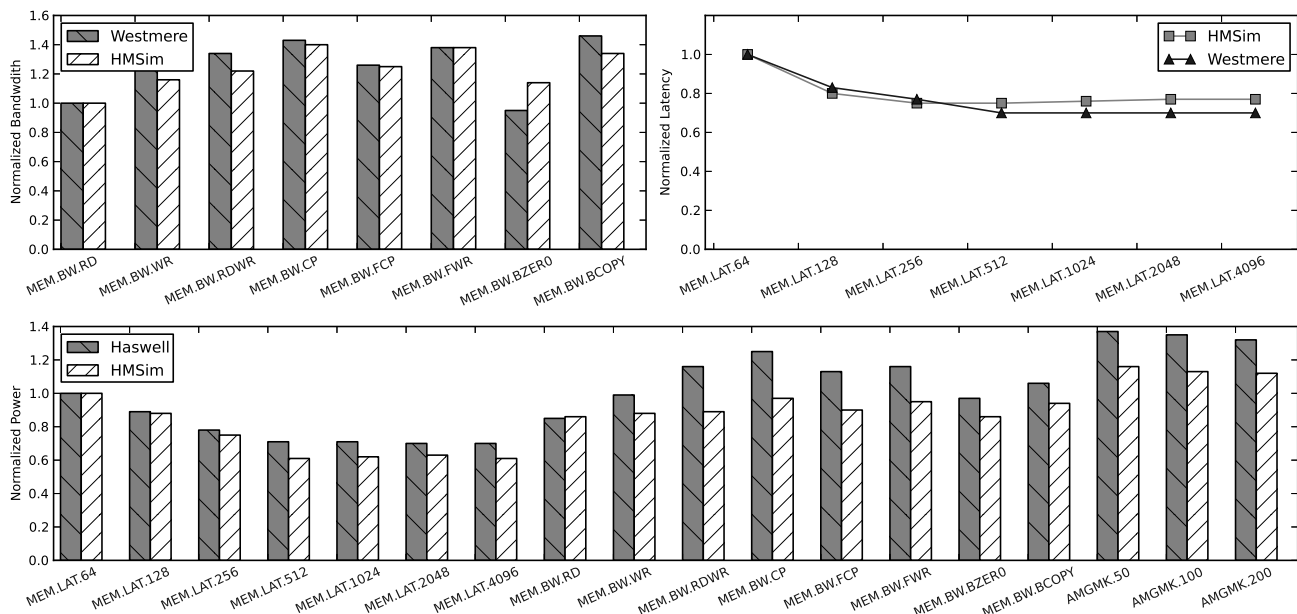 1.6
1.4
1.2
1.0
0.8
0.6
0.4
0.2
0.0
Normalized Bandwdith
Westmere
HMSim
MEM.BW.RD
MEM.BW.WR
MEM.BW.RDWR
MEM.BW.CP
MEM.BW.FCP
MEM.BW.FWR
MEM.BW.BZER0
MEM.BW.BCOPY
1.0
0.8
0.6
0.4
0.2
0.0
Normalized Latency
HMSim
Westmere
MEM.LAT.64
MEM.LAT.128
MEM.LAT.256
MEM.LAT.512
MEM.LAT.1024
MEM.LAT.2048
MEM.LAT.4096
1.4
1.2
1.0
0.8
0.6
0.4
0.2
0.0
Normalized Power
Haswell
HMSim
MEM.LAT.64
MEM.LAT.128
MEM.LAT.256
MEM.LAT.512
MEM.LAT.1024
MEM.LAT.2048
MEM.LAT.4096
MEM.BW.RD
MEM.BW.WR
MEM.BW.RDWR
MEM.BW.CP
MEM.BW.FCP
MEM.BW.FWR
MEM.BW.BZER0
MEM.BW.BCOPY
AMGMK.50
AMGMK.100
AMGMK.200